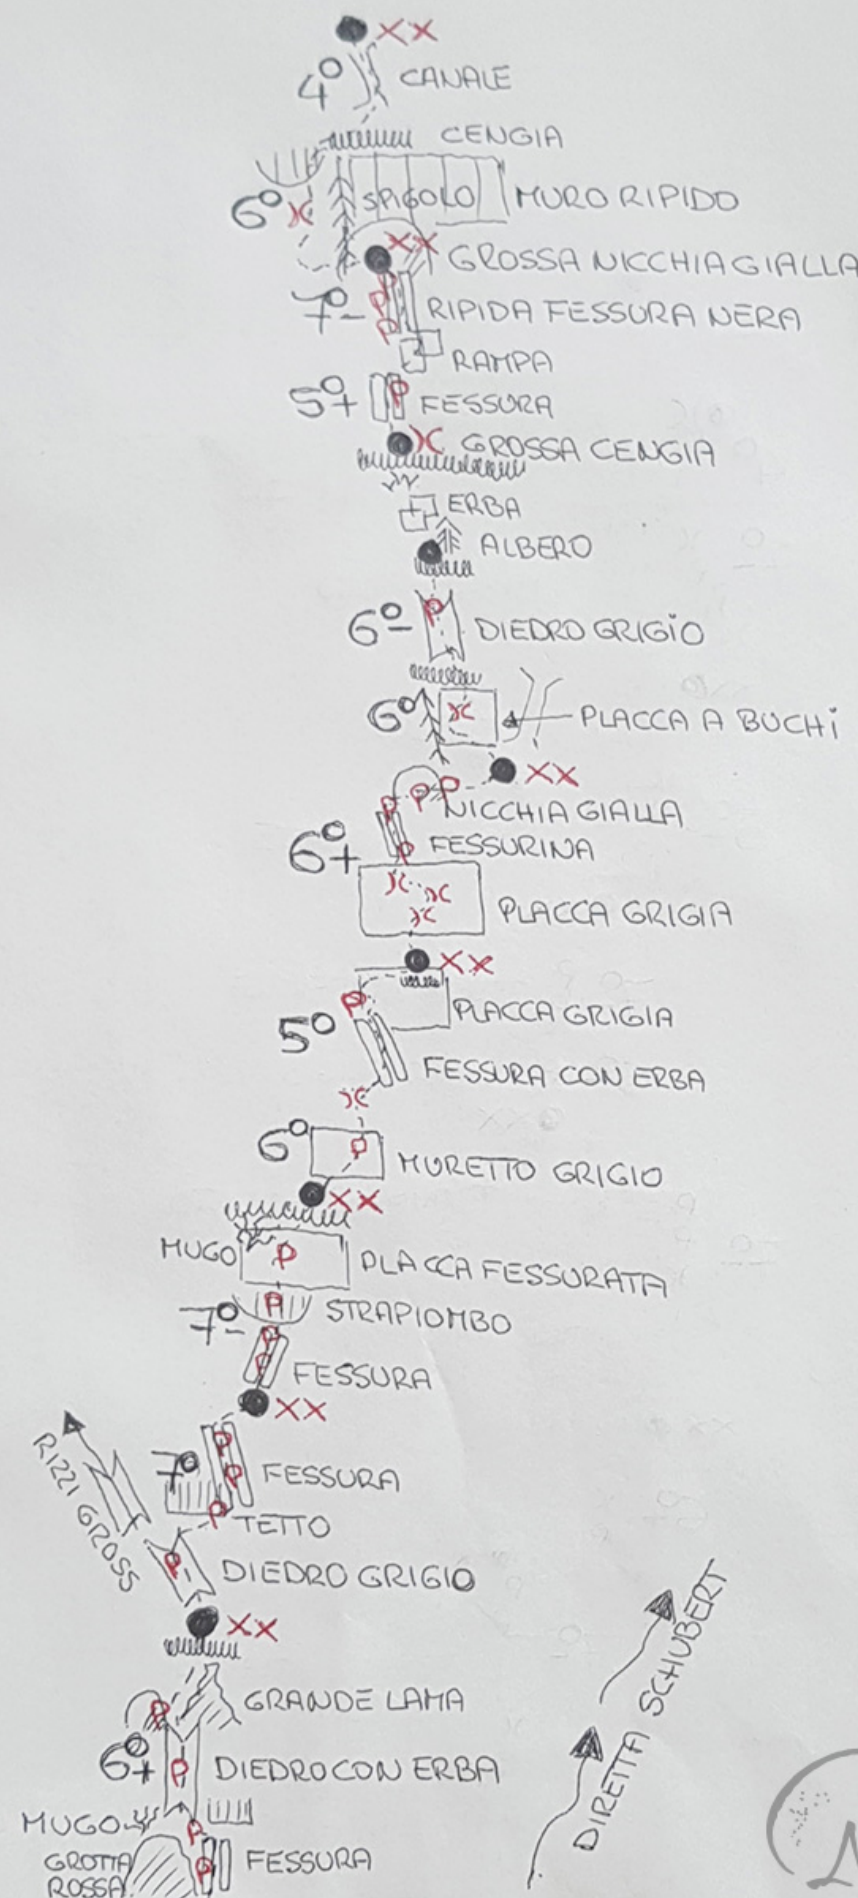 XX
4° CANALE
CENGIA
6° SPIGOLO MURO RIPIDO
XX
GROSSA NICCHIA GIALLA
7°- P P P RIPIDA FESSURA NERA
RAMPA
5°+ P FESSURA
GROSSA CENGIA
ERBA
ALBERO
6°- P DIEDRO GRIGIO
6° PLACCA A BUCHI
XX
P P P NICCHIA GIALLA
6°+ P FESSURINA
PLACCA GRIGIA
XX
5° P PLACCA GRIGIA
FESSURA CON ERBA
6° P MURETTO GRIGIO
XX
MUGO P PLACCA FESSURATA
7°- P STRAPIOMBO
P P FESSURA
XX
RIZZI GROSS
7° P P FESSURA
P TETTO
P DIEDRO GRIGIO
XX
DIRETTA SCHUBERT
P GRANDE LAMA
6°+ P DIEDRO CON ERBA
MUGO P
GROTTA ROSSA P FESSURA